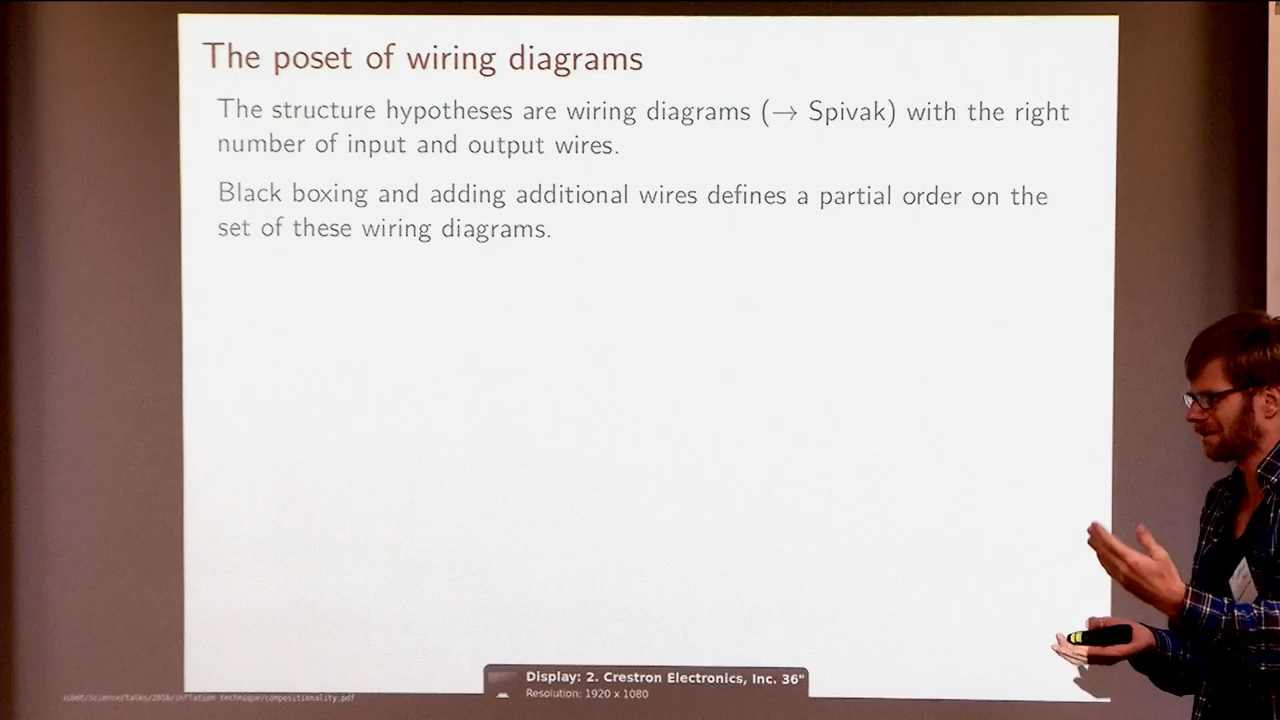 The poset of wiring diagrams
The structure hypotheses are wiring diagrams (→ Spivak) with the right
number of input and output wires.
Black boxing and adding additional wires defines a partial order on the
set of these wiring diagrams.
Display: 2. Crestron Electronics, Inc. 36"
Resolution: 1920 x 1080